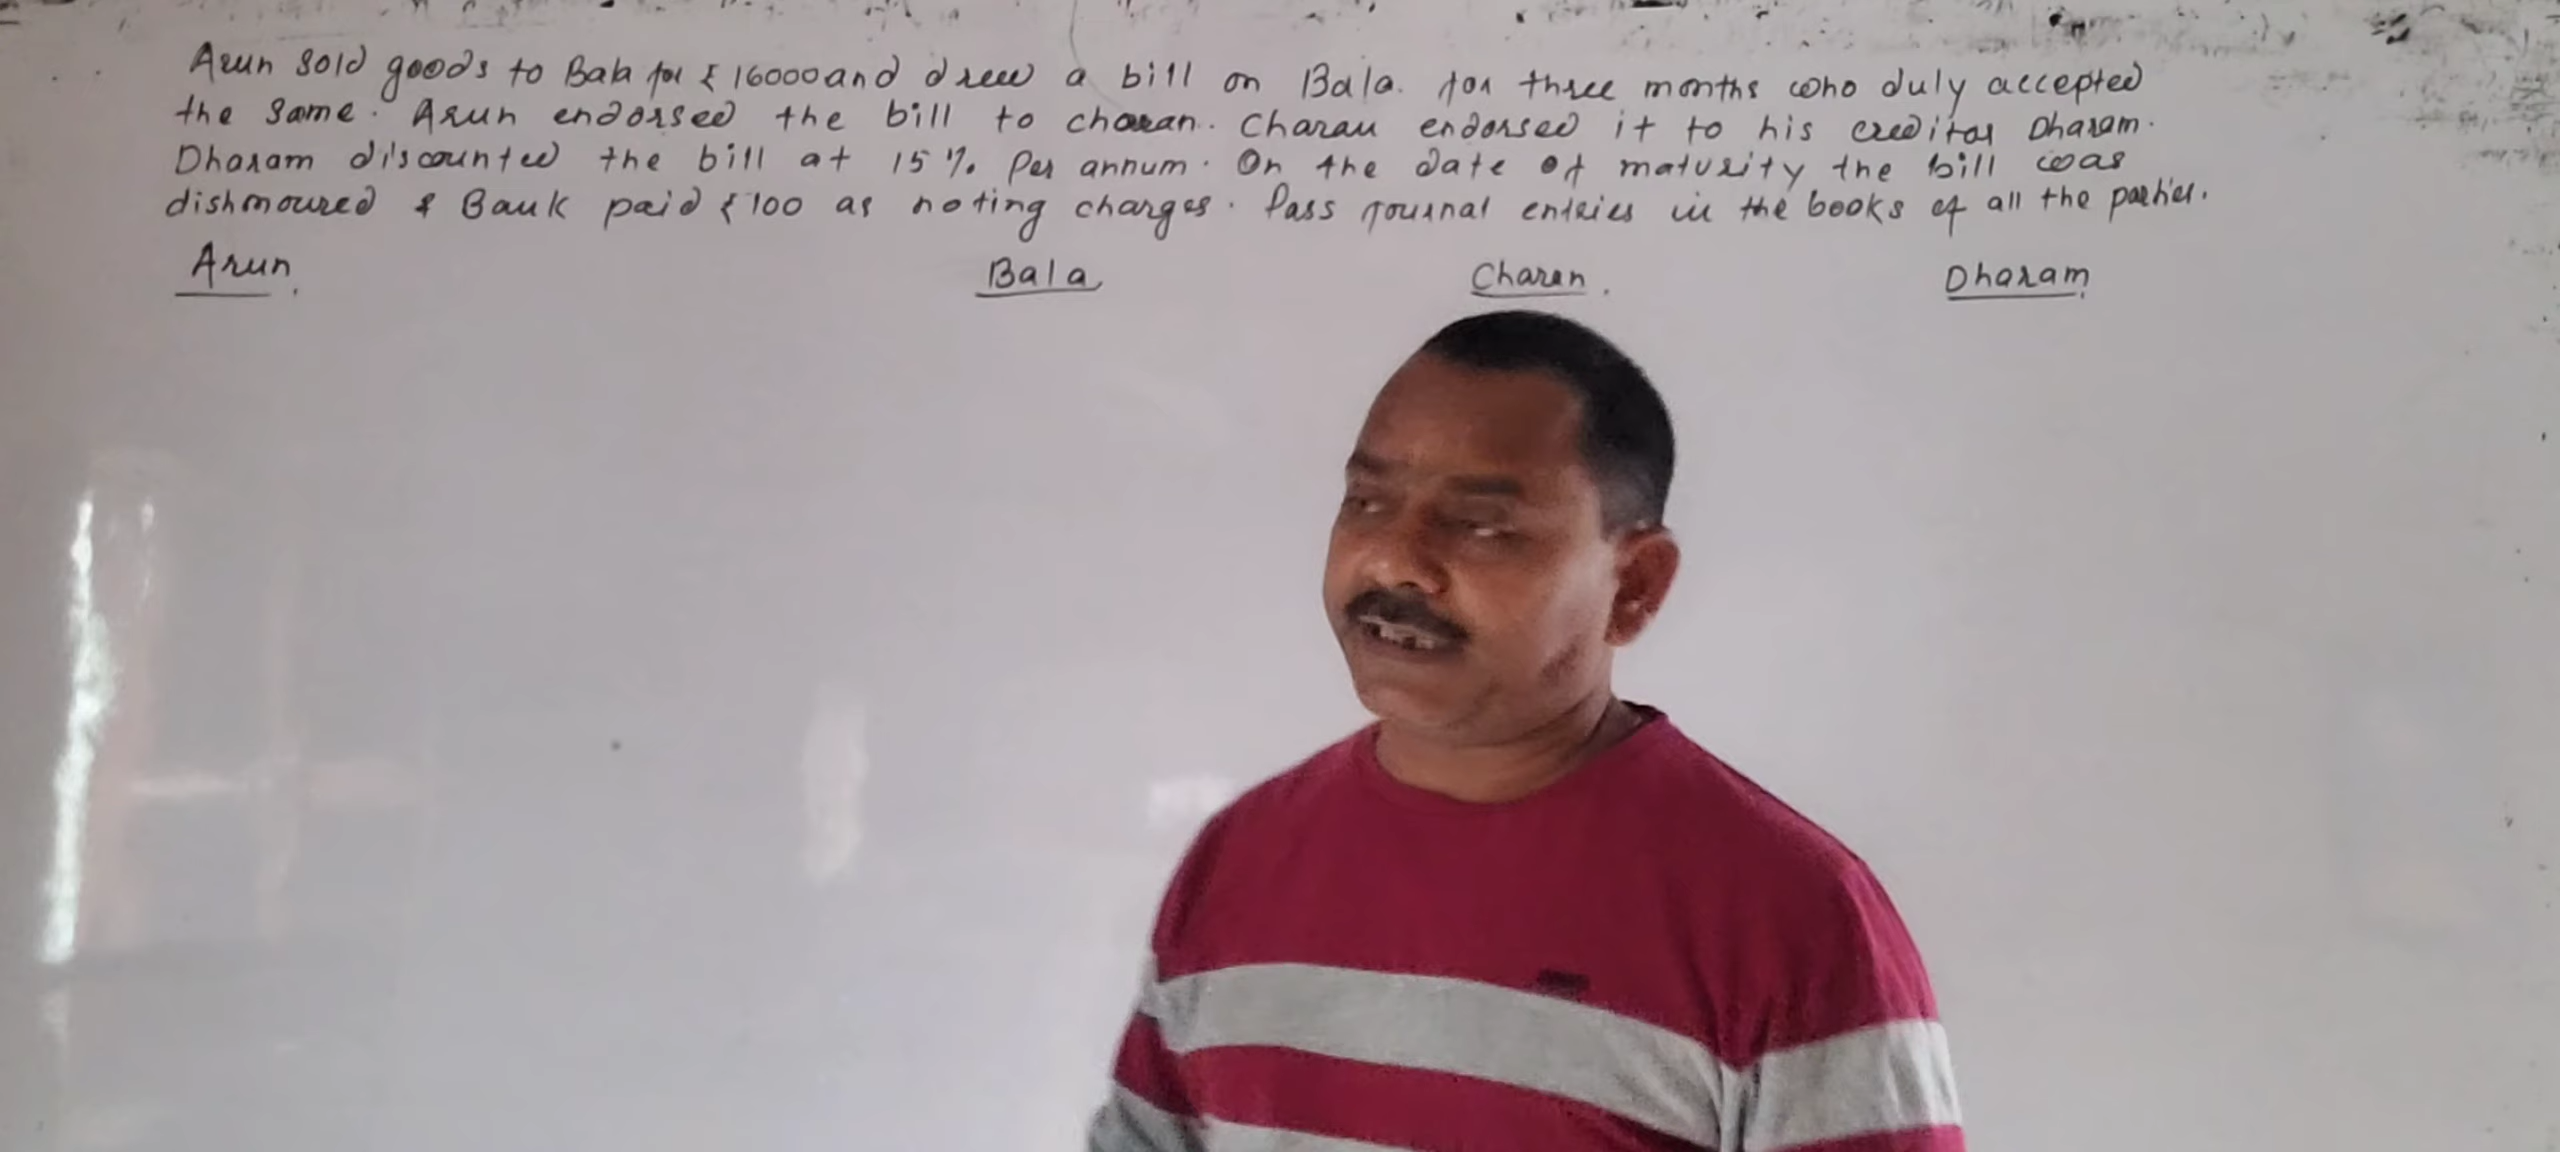 Arun sold goods to Bala for ₹ 16000 and drew a bill on Bala. for three months who duly accepted
the same. Arun endorsed the bill to charan. Charan endorsed it to his creditor Dharam.
Dharam discounted the bill at 15% Per annum. On the date of maturity the bill was
dishmoured & Bank paid ₹100 as noting charges. Pass Journal entries in the books of all the parties.
Arun. Bala Charan. Dharam.